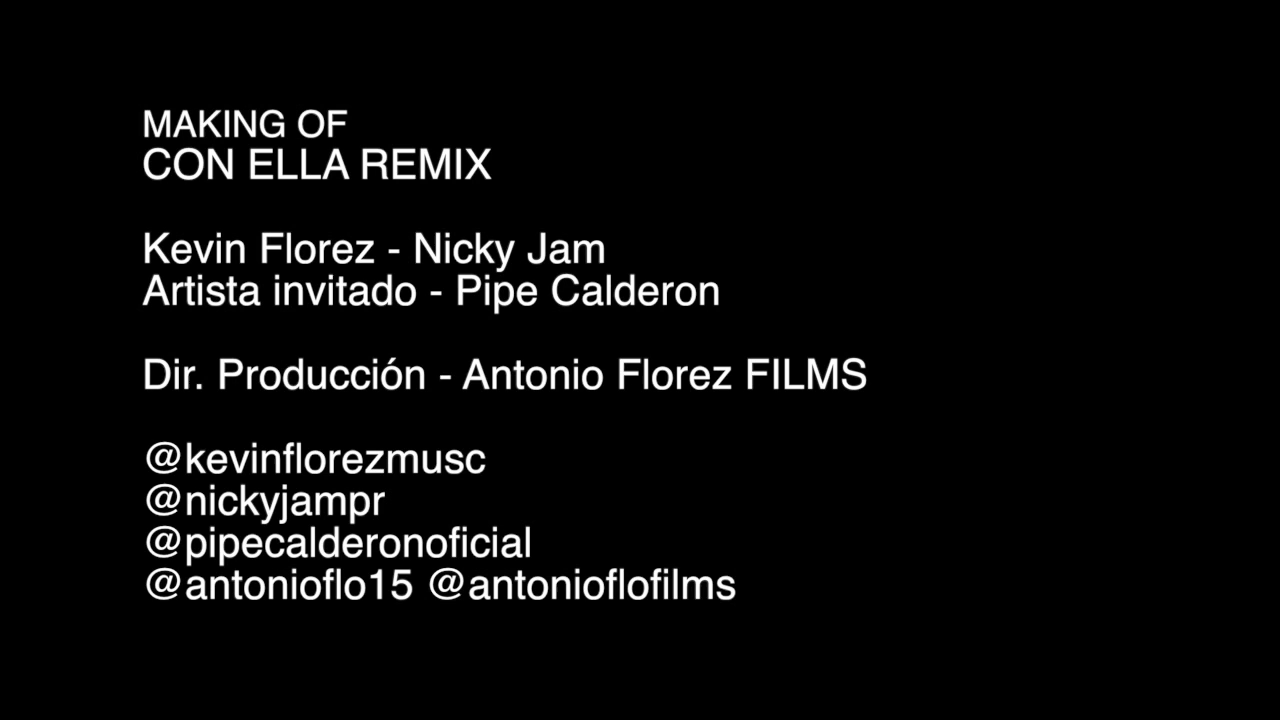 MAKING OF
CON ELLA REMIX
Kevin Florez - Nicky Jam
Artista invitado - Pipe Calderon
Dir. Producción - Antonio Florez FILMS
@kevinflorezmusc
@nickyjampr
@pipecalderonoficial
@antonioflo15 @antonioflofilms